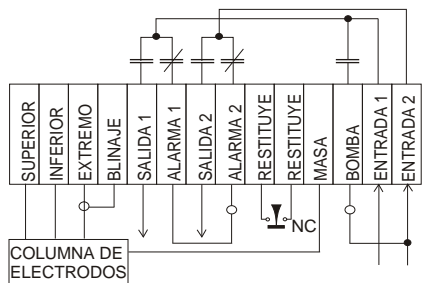 SUPERIOR
INFERIOR
EXTREMO
BLINAJE
SALIDA 1
ALARMA 1
SALIDA 2
ALARMA 2
RESTITUYE
RESTITUYE
MASA
BOMBA
ENTRADA 1
ENTRADA 2
NC
COLUMNA DE
ELECTRODOS